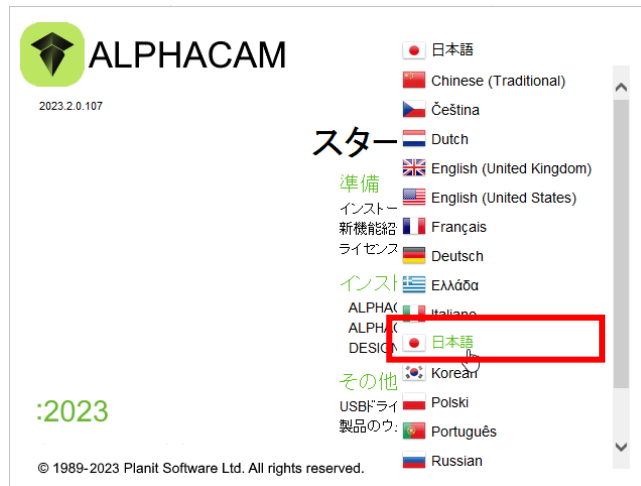 ALPHACAM
2023.2.0.107
日本語
Chinese (Traditional)
Čeština
Dutch
English (United Kingdom)
English (United States)
Français
Deutsch
Ελλάδα
Italiano
日本語
Korean
Polski
Português
Russian
スター
準備
インストー
新機能紹
ライセンス
インスト
ALPHA
ALPHA
DESIGN
その他
USBドライ
製品のウ
:2023
© 1989-2023 Planit Software Ltd. All rights reserved.